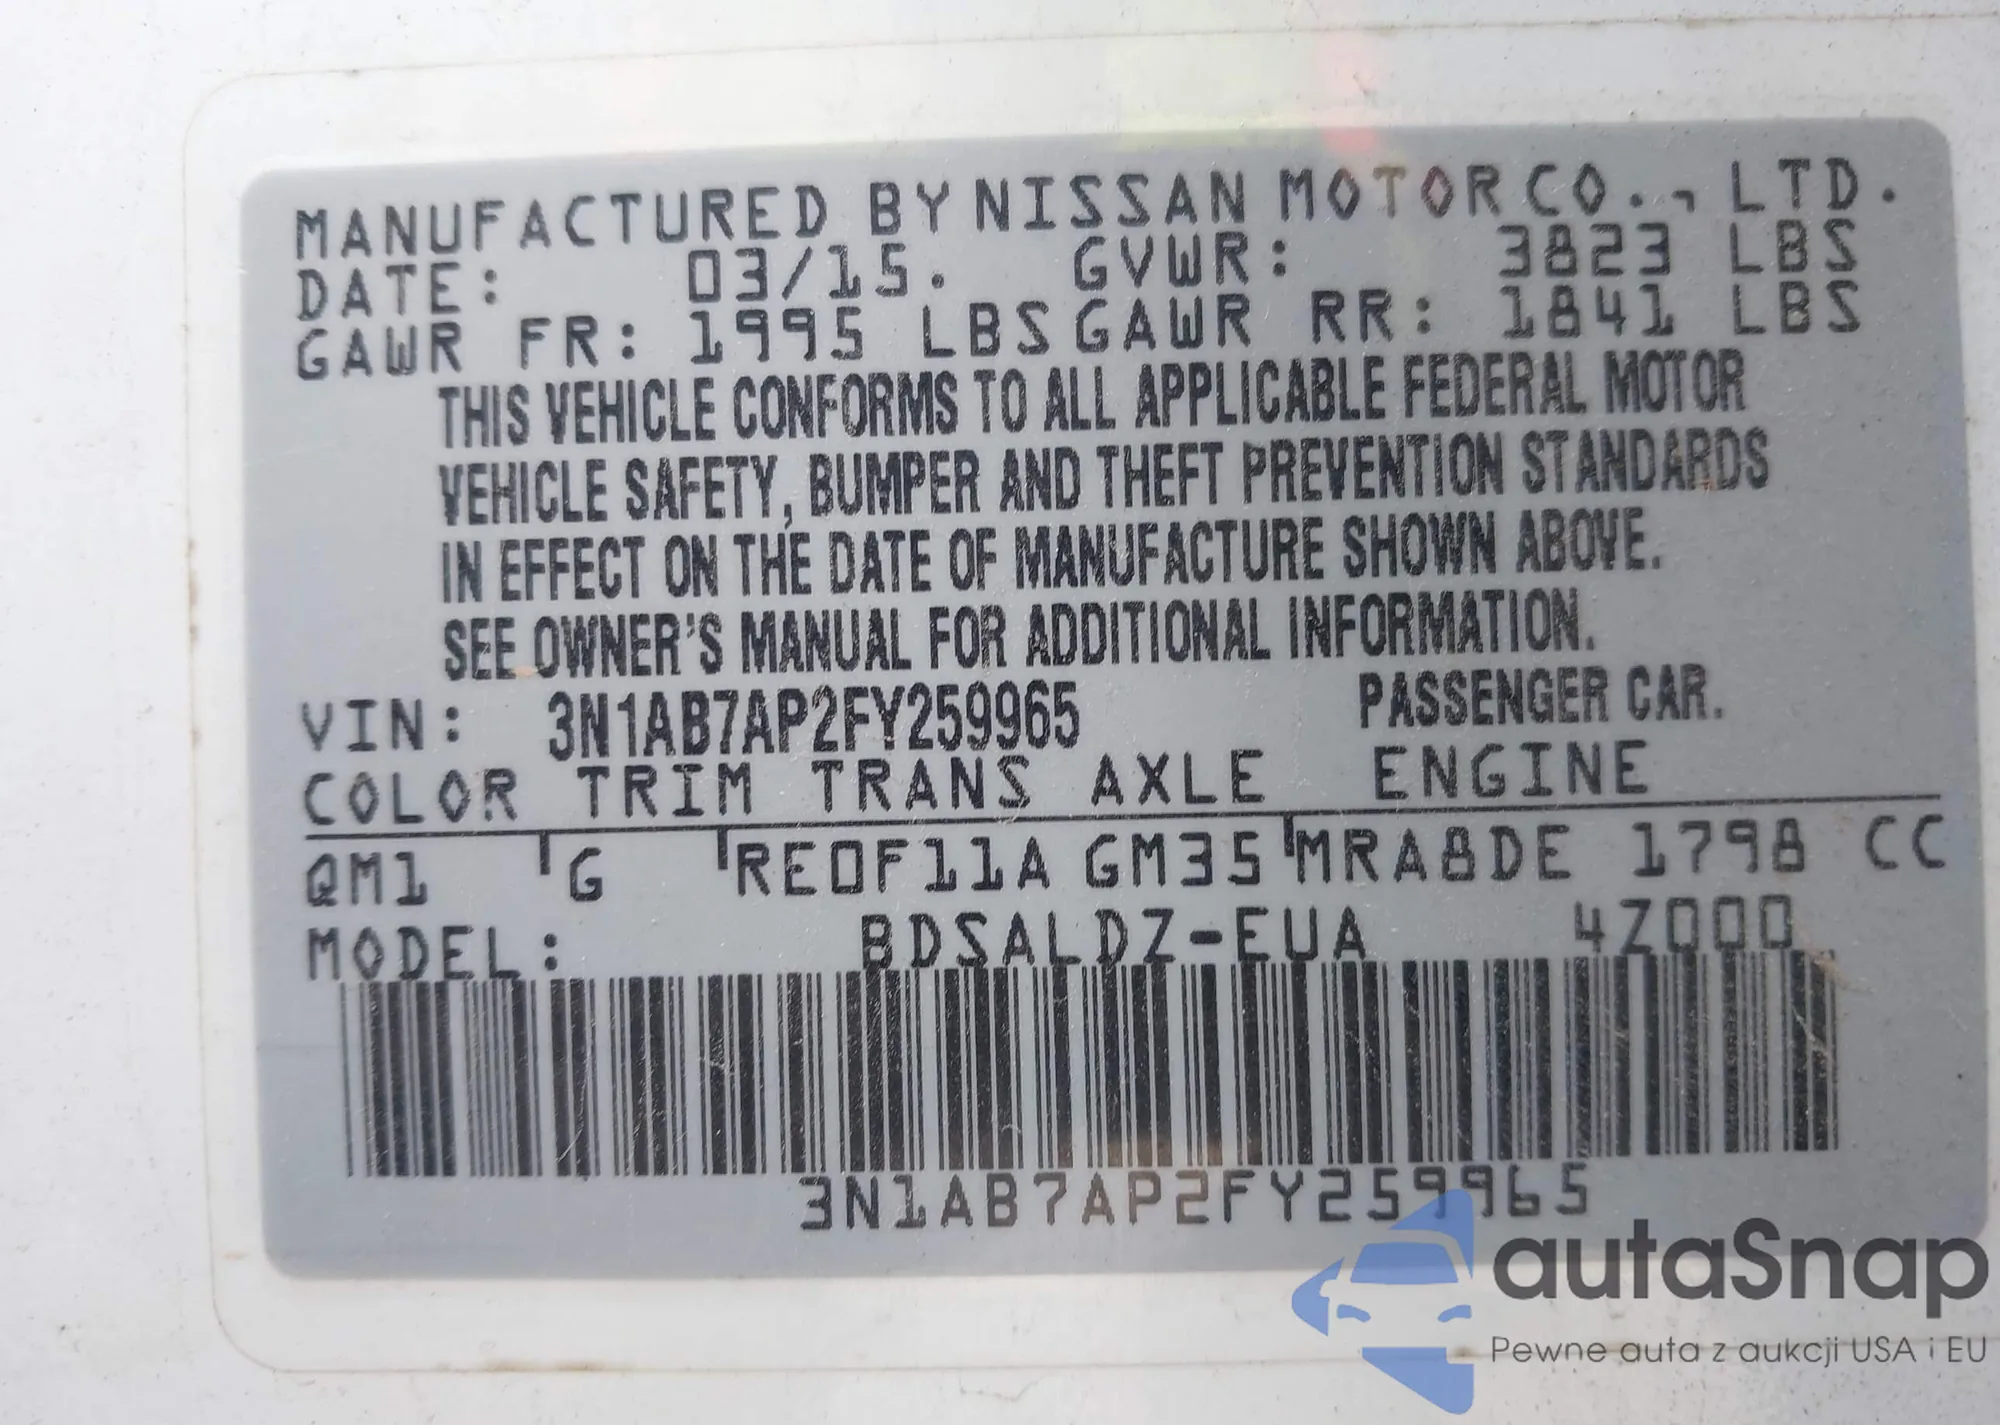 MANUFACTURED BY NISSAN MOTOR CO., LTD.
DATE: 03/15. GVWR: 3823 LBS
GAWR FR: 1995 LBS GAWR RR: 1841 LBS
THIS VEHICLE CONFORMS TO ALL APPLICABLE FEDERAL MOTOR
VEHICLE SAFETY, BUMPER AND THEFT PREVENTION STANDARDS
IN EFFECT ON THE DATE OF MANUFACTURE SHOWN ABOVE.
SEE OWNER'S MANUAL FOR ADDITIONAL INFORMATION.
VIN: 3N1AB7AP2FY259965 PASSENGER CAR.
COLOR TRIM TRANS AXLE ENGINE
QM1 G RE0F11A GM35 MRA8DE 1798 CC
MODEL: BDSALDZ-EUA 4Z000
3N1AB7AP2FY259965
autaSnap
Pewne auta z aukcji USA i EU